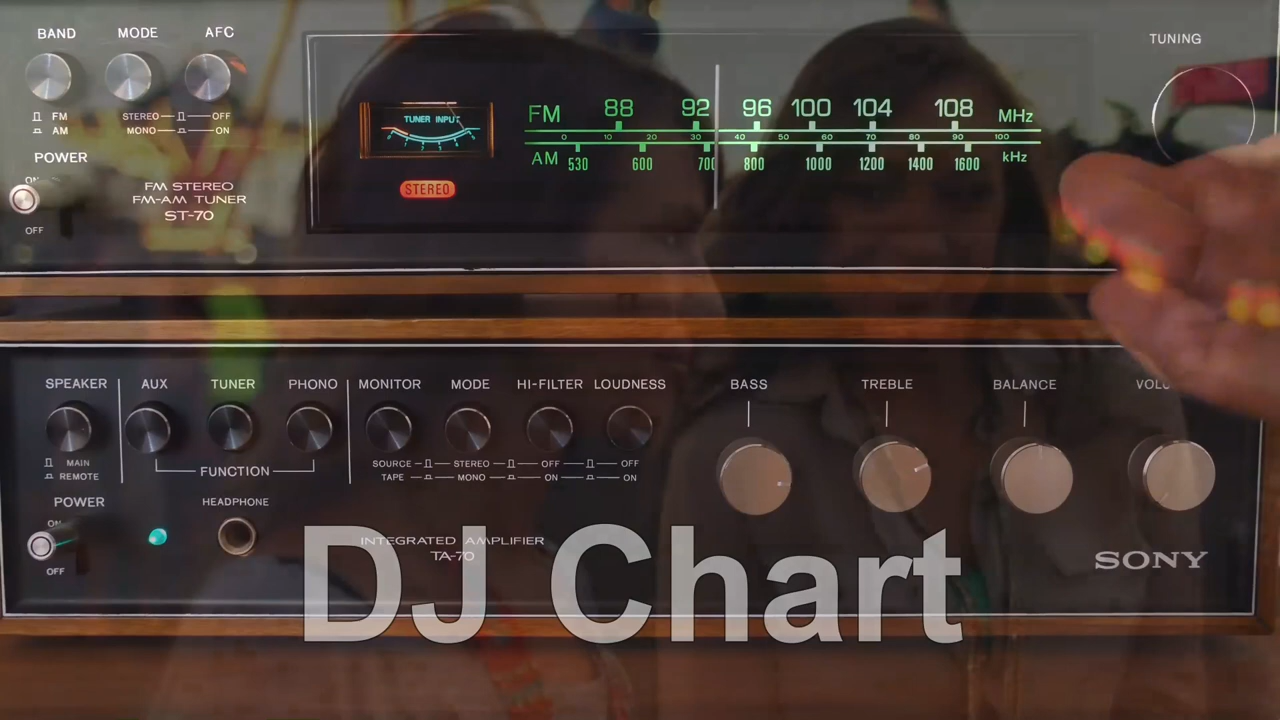 BAND MODE AFC
TUNING
FM 88 92 96 100 104 108 MHz
TUNER INPUT
FM STEREO OFF
AM MONO ON
0 10 20 30 40 50 60 70 80 90 100
AM 530 600 700 800 1000 1200 1400 1600 kHz
POWER
ON
OFF
FM STEREO
FM-AM TUNER
ST-70
STEREO
SPEAKER AUX TUNER PHONO MONITOR MODE HI-FILTER LOUDNESS BASS TREBLE BALANCE VOLU
MAIN SOURCE STEREO OFF OFF
REMOTE FUNCTION TAPE MONO ON ON
POWER HEADPHONE
ON
OFF
INTEGRATED AMPLIFIER
TA-70
SONY
DJ Chart